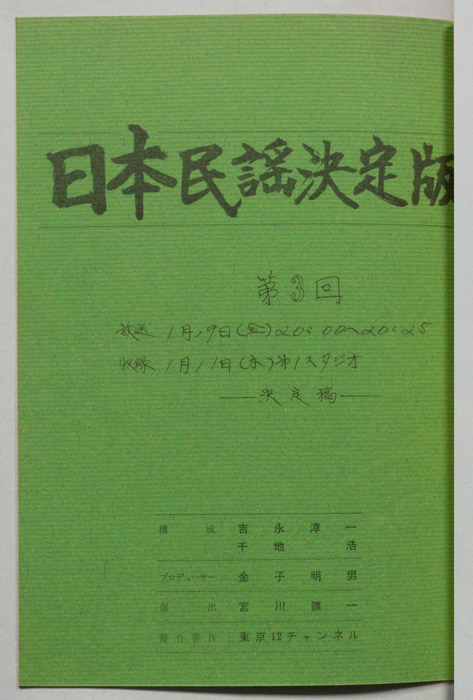 日本民謡決定版
第3回
放送 1月19日(金)20:00〜20:25
収録 1月11日(木)第1スタジオ
——決定稿——
構成 吉永淳一
千地浩
プロデューサー 金子明男
演出 宮川 一
製作著作 東京12チャンネル